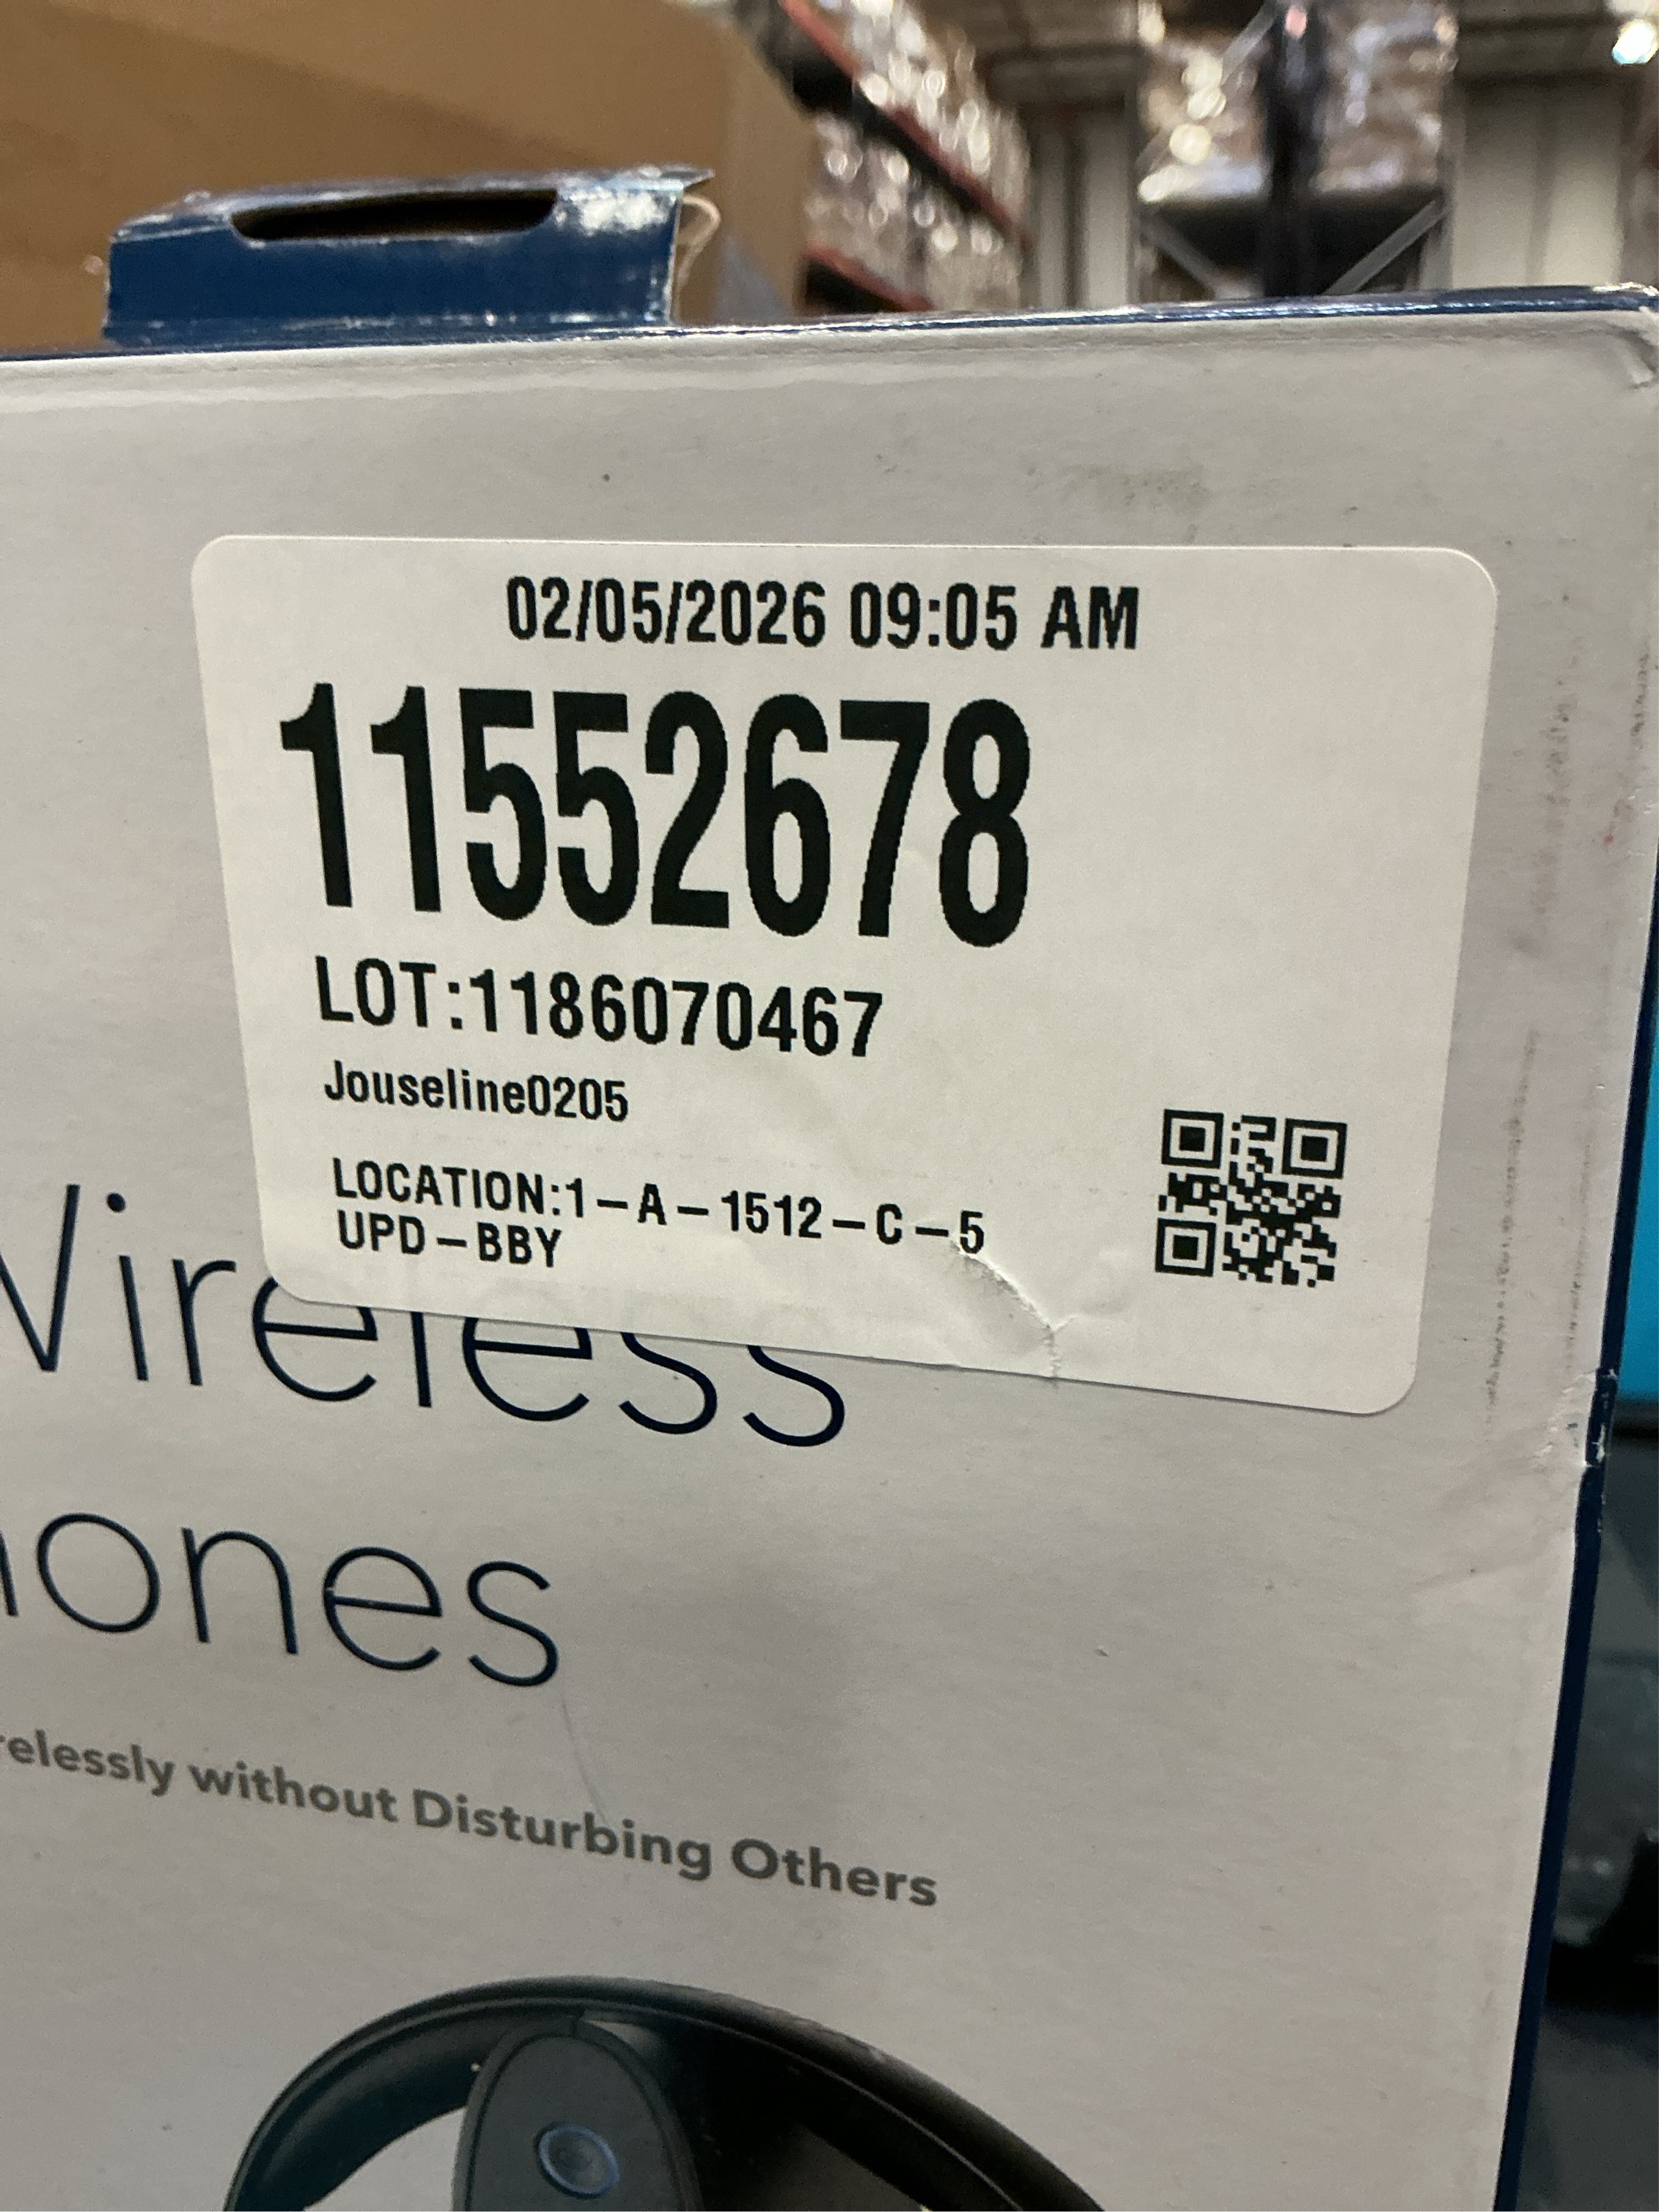 02/05/2026 09:05 AM
11552678
LOT:1186070467
Jouseline0205
LOCATION:1-A-1512-C-5
UPD-BBY
Wireless
ones
relessly without Disturbing Others